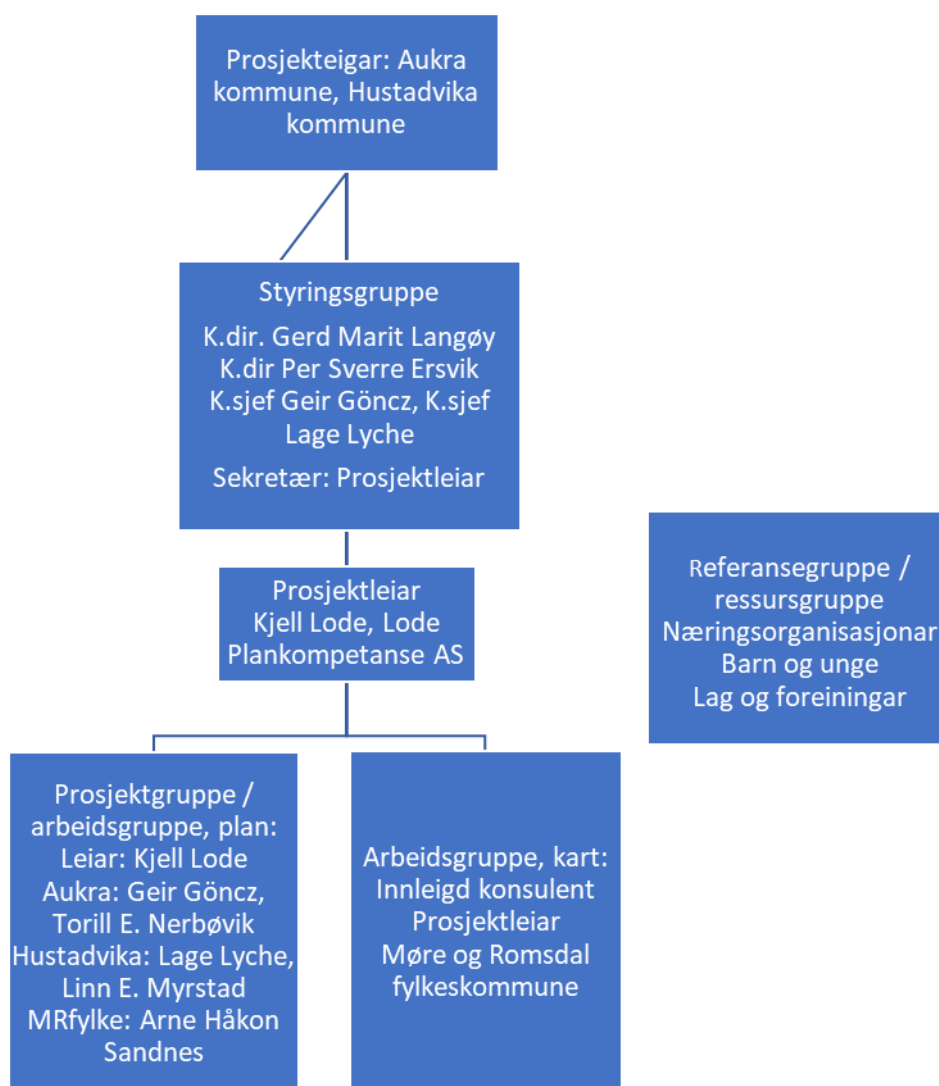 Prosjekteigar: Aukra
kommune, Hustadvika
kommune
Styringsgruppe
K.dir. Gerd Marit Langøy
K.dir Per Sverre Ersvik
K.sjef Geir Göncz, K.sjef
Lage Lyche
Sekretær: Prosjektleiar
Prosjektleiar
Kjell Lode, Lode
Plankompetanse AS
Referansegruppe /
ressursgruppe
Næringsorganisasjonar
Barn og unge
Lag og foreiningar
Prosjektgruppe /
arbeidsgruppe, plan:
Leiar: Kjell Lode
Aukra: Geir Göncz,
Torill E. Nerbøvik
Hustadvika: Lage Lyche,
Linn E. Myrstad
MRfylke: Arne Håkon
Sandnes
Arbeidsgruppe, kart:
Innleigd konsulent
Prosjektleiar
Møre og Romsdal
fylkeskommune